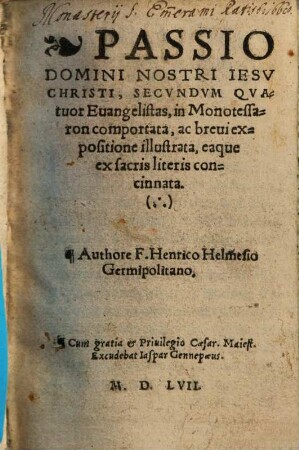 Monasterij S. Emerami Ratisbonae
PASSIO
DOMINI NOSTRI IESV
CHRISTI, SECVNDVM QVA-
tuor Euangelistas, in Monotessa-
ron comportata, ac breui ex-
positione illustrata, eaque
ex sacris literis con-
cinnata.
(∴)
¶ Authore F. Henrico Helmesio
Germipolitano.
¶ Cum gratia & Priuilegio Cæsar. Maiest.
Excudebat Iaspar Gennepæus.
M. D. LVII.